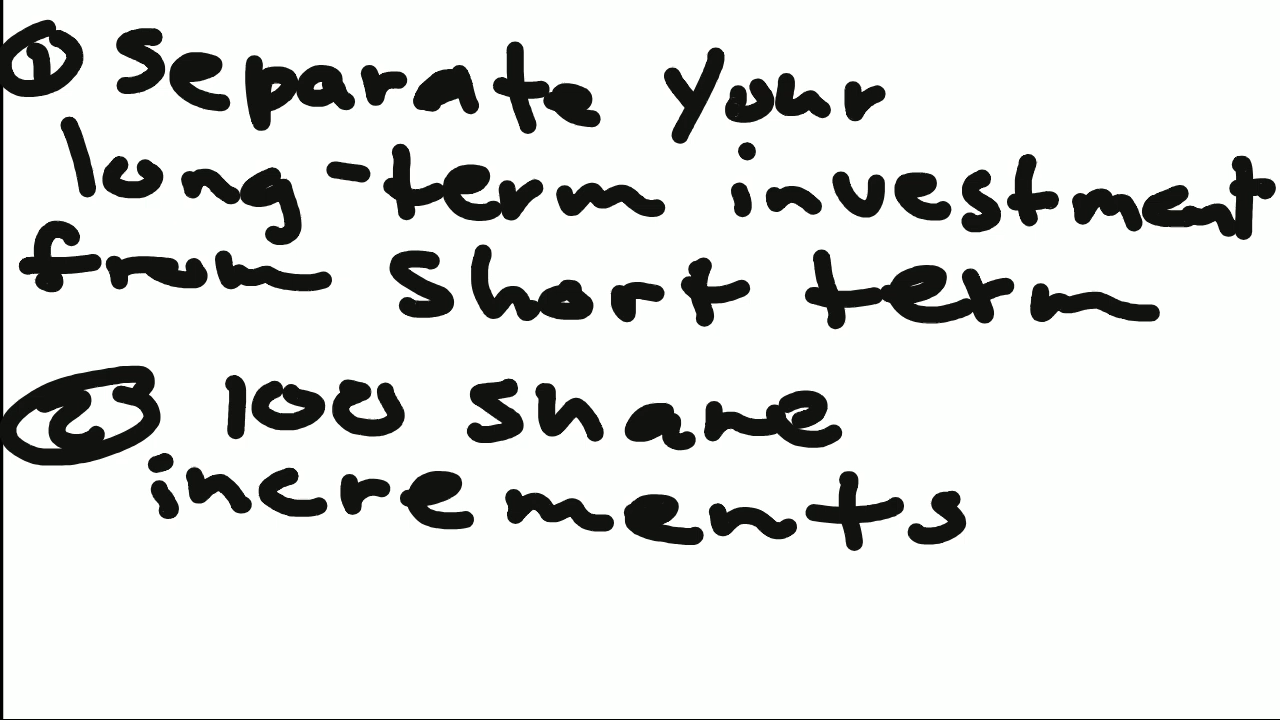 ① Separate your
long-term investment
from short term
② 100 share
increments